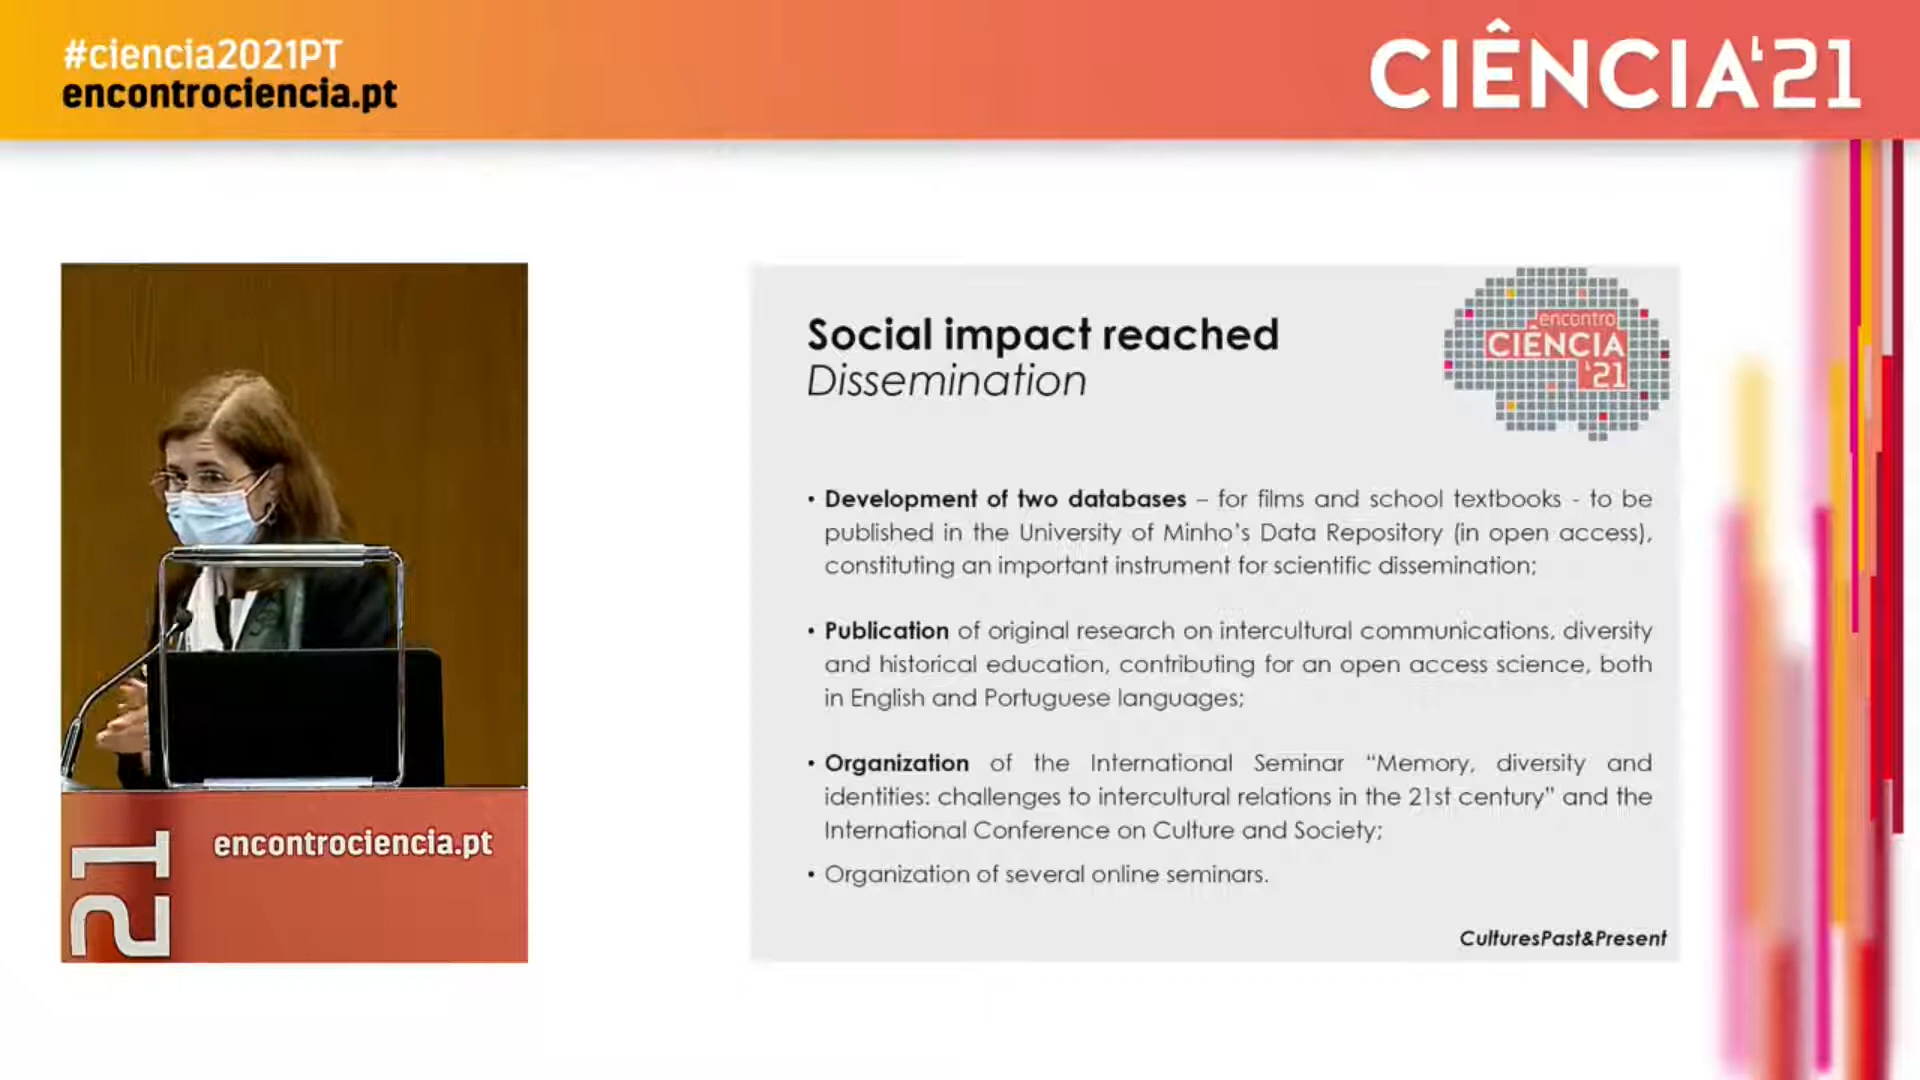 #ciencia2021PT
encontrociencia.pt
CIÊNCIA'21
encontrociencia.pt
21
encontro
CIÊNCIA
'21
Social impact reached
Dissemination
• Development of two databases – for films and school textbooks - to be
published in the University of Minho's Data Repository (in open access),
constituting an important instrument for scientific dissemination;
• Publication of original research on intercultural communications, diversity
and historical education, contributing for an open access science, both
in English and Portuguese languages;
• Organization of the International Seminar “Memory, diversity and
identities: challenges to intercultural relations in the 21st century” and the
International Conference on Culture and Society;
• Organization of several online seminars.
CulturesPast&Present